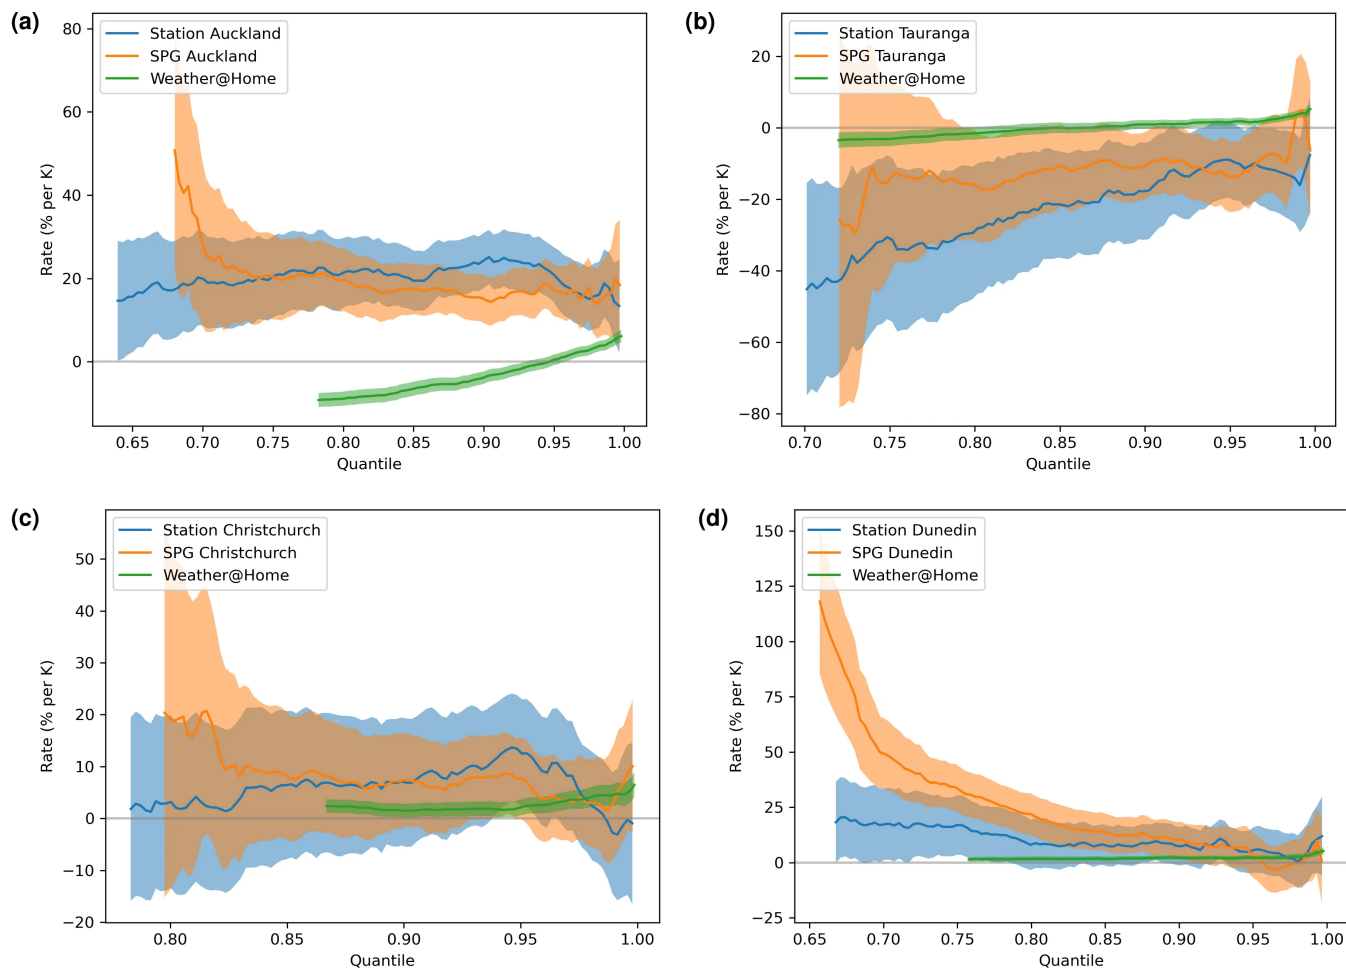 (a)
Station Auckland
SPG Auckland
Weather@Home
Rate (% per K)
80
60
40
20
0
0.65 0.70 0.75 0.80 0.85 0.90 0.95 1.00
Quantile
(b)
Station Tauranga
SPG Tauranga
Weather@Home
Rate (% per K)
20
0
−20
−40
−60
−80
0.70 0.75 0.80 0.85 0.90 0.95 1.00
Quantile
(c)
Station Christchurch
SPG Christchurch
Weather@Home
Rate (% per K)
50
40
30
20
10
0
−10
−20
0.80 0.85 0.90 0.95 1.00
Quantile
(d)
Station Dunedin
SPG Dunedin
Weather@Home
Rate (% per K)
150
125
100
75
50
25
0
−25
0.65 0.70 0.75 0.80 0.85 0.90 0.95 1.00
Quantile